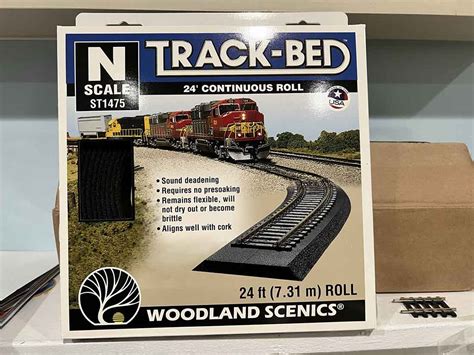 N
SCALE
ST1475
TRACK-BED™
24' CONTINUOUS ROLL
USA
• Sound deadening
• Requires no presoaking
• Remains flexible, will
not dry out or become
brittle
• Aligns well with cork
24 ft (7.31 m) ROLL
WOODLAND SCENICS®